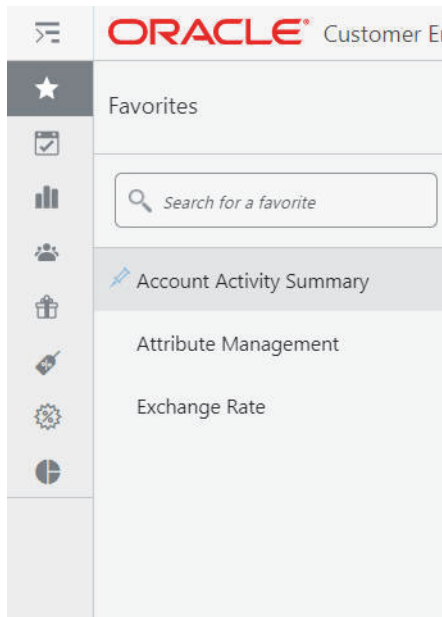 ORACLE® Customer
Favorites
Search for a favorite
Account Activity Summary
Attribute Management
Exchange Rate